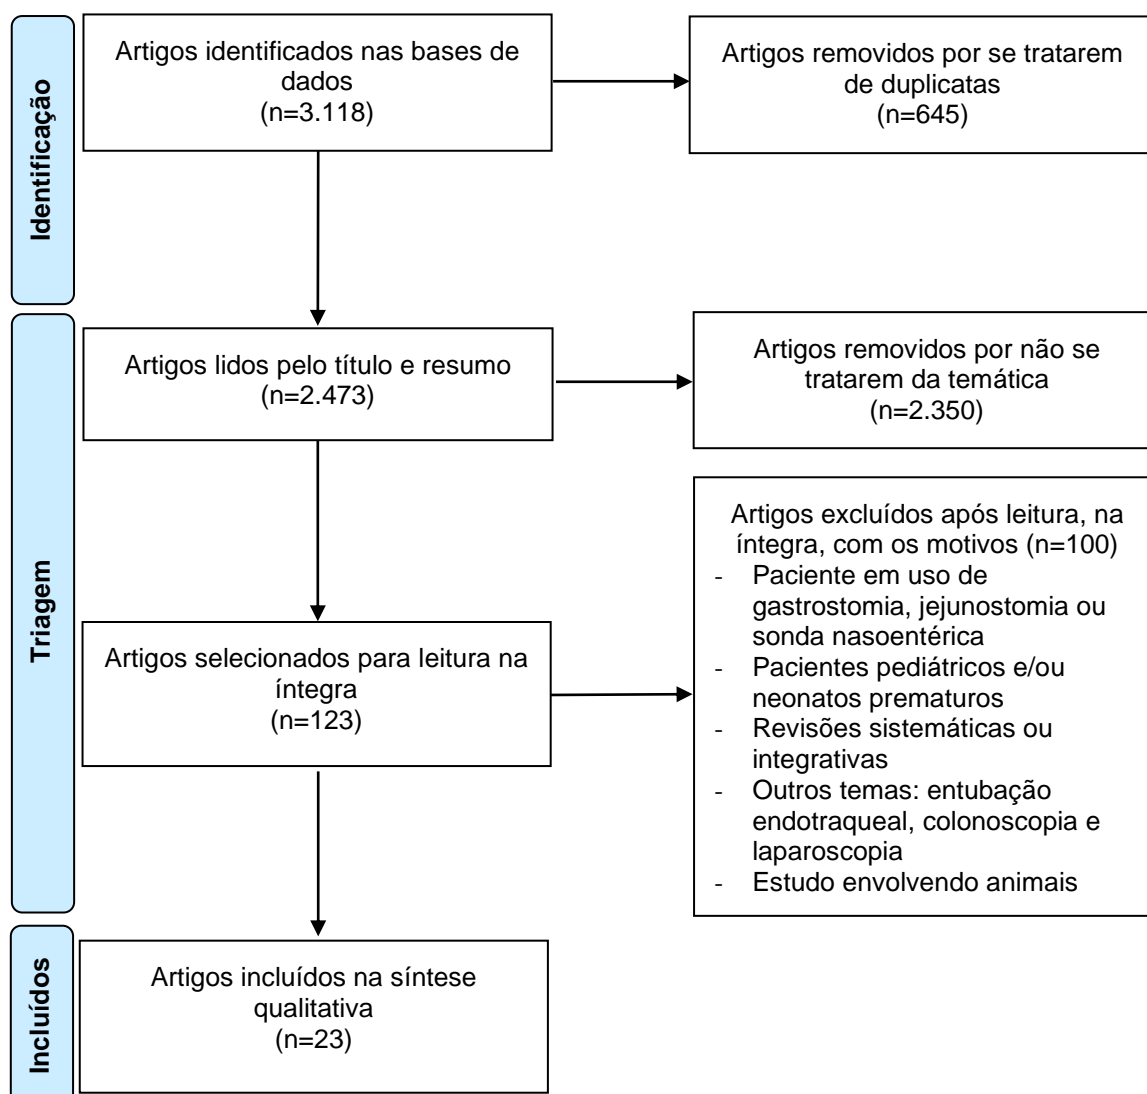 Identificação
Artigos identificados nas bases de
dados
(n=3.118)
Artigos removidos por se tratarem
de duplicatas
(n=645)
Triagem
Artigos lidos pelo título e resumo
(n=2.473)
Artigos removidos por não se
tratarem da temática
(n=2.350)
Artigos selecionados para leitura na
íntegra
(n=123)
Artigos excluídos após leitura, na
íntegra, com os motivos (n=100)
- Paciente em uso de
gastrostomia, jejunostomia ou
sonda nasoentérica
- Pacientes pediátricos e/ou
neonatos prematuros
- Revisões sistemáticas ou
integrativas
- Outros temas: entubação
endotraqueal, colonoscopia e
laparoscopia
- Estudo envolvendo animais
Incluídos
Artigos incluídos na síntese
qualitativa
(n=23)